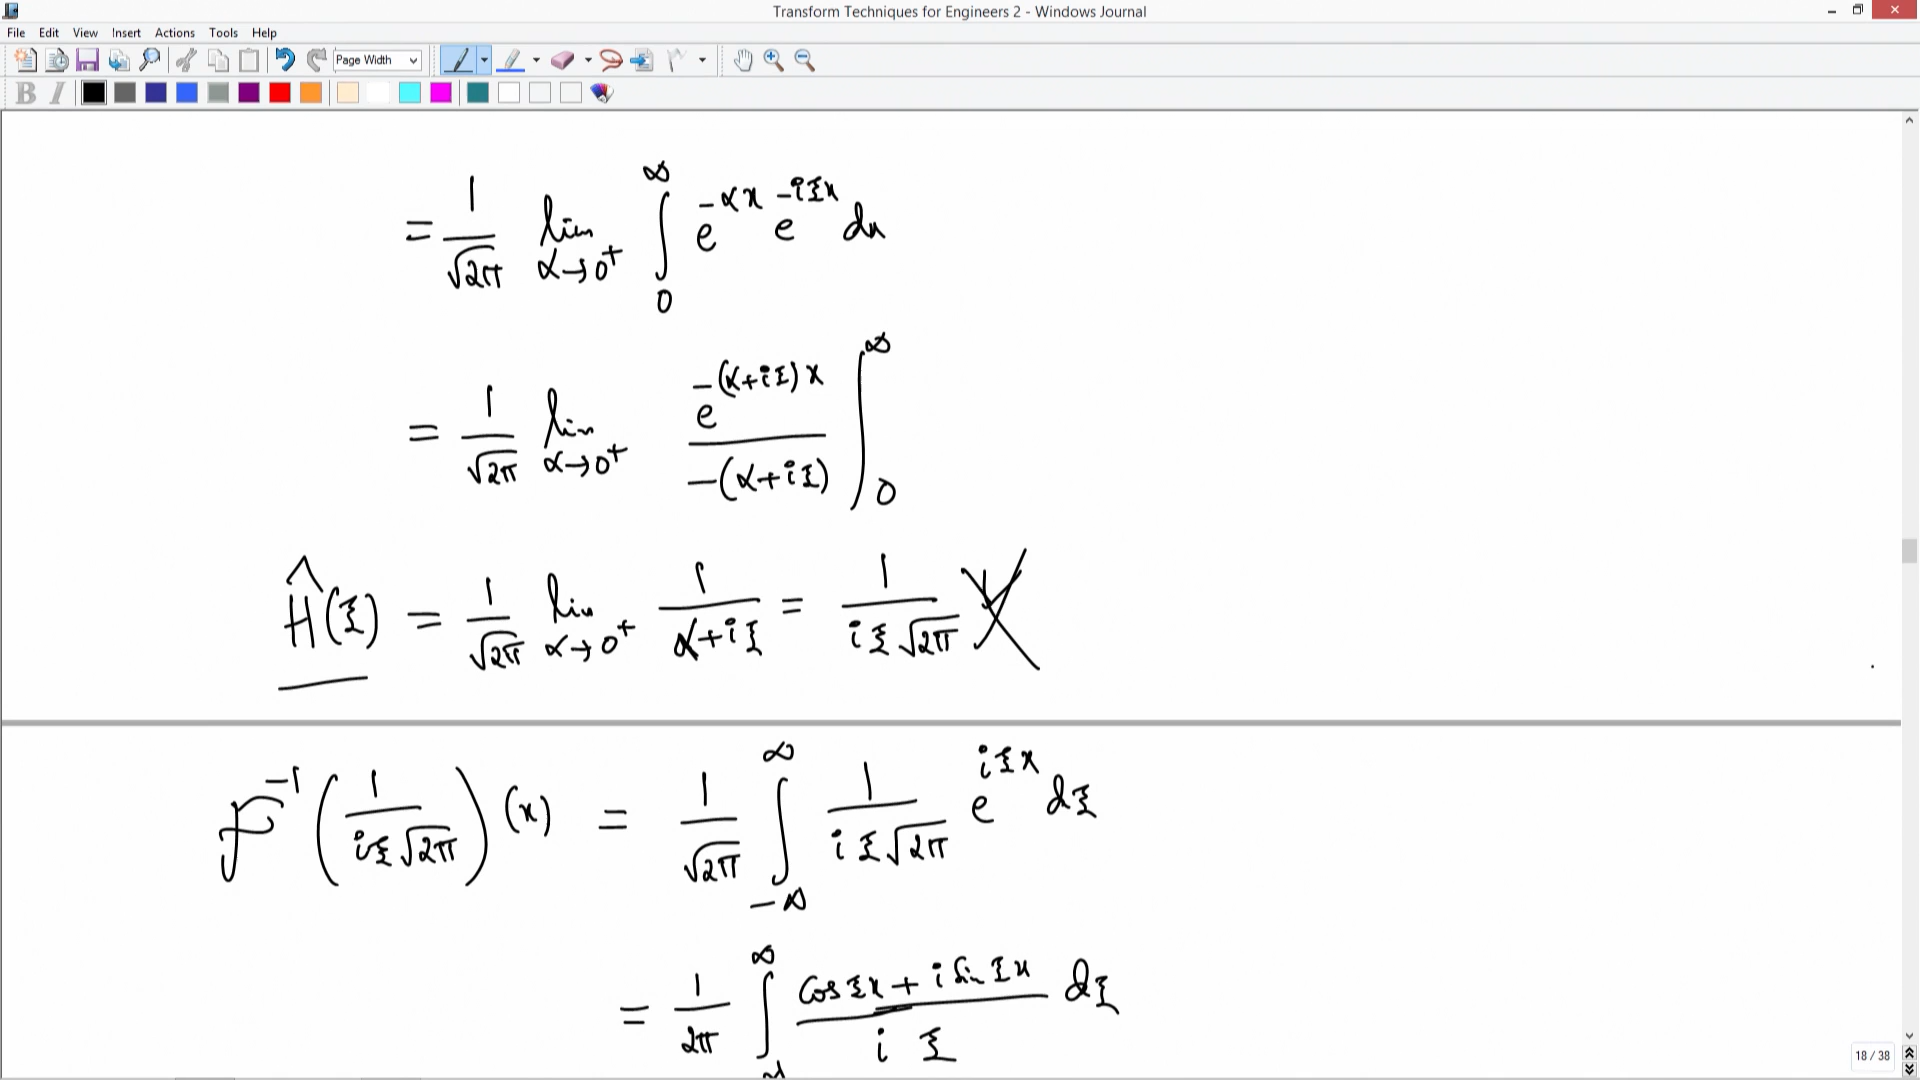 Transform Techniques for Engineers 2 - Windows Journal
File Edit View Insert Actions Tools Help
Page Width
B I
= 1/√2π lim α→0⁺ ∫₀^∞ e^(-αx) e^(-iξx) dx
= 1/√2π lim α→0⁺ e^(-(α+iξ)x) / -(α+iξ) |₀^∞
Ĥ(ξ) = 1/√2π lim α→0⁺ 1/(α+iξ) = 1/(iξ√2π)
ℱ⁻¹(1/(iξ√2π))(x) = 1/√2π ∫_{-∞}^∞ 1/(iξ√2π) e^(iξx) dξ
= 1/2π ∫^∞ (cos ξx + i sin ξx)/(i ξ) dξ
18 / 38